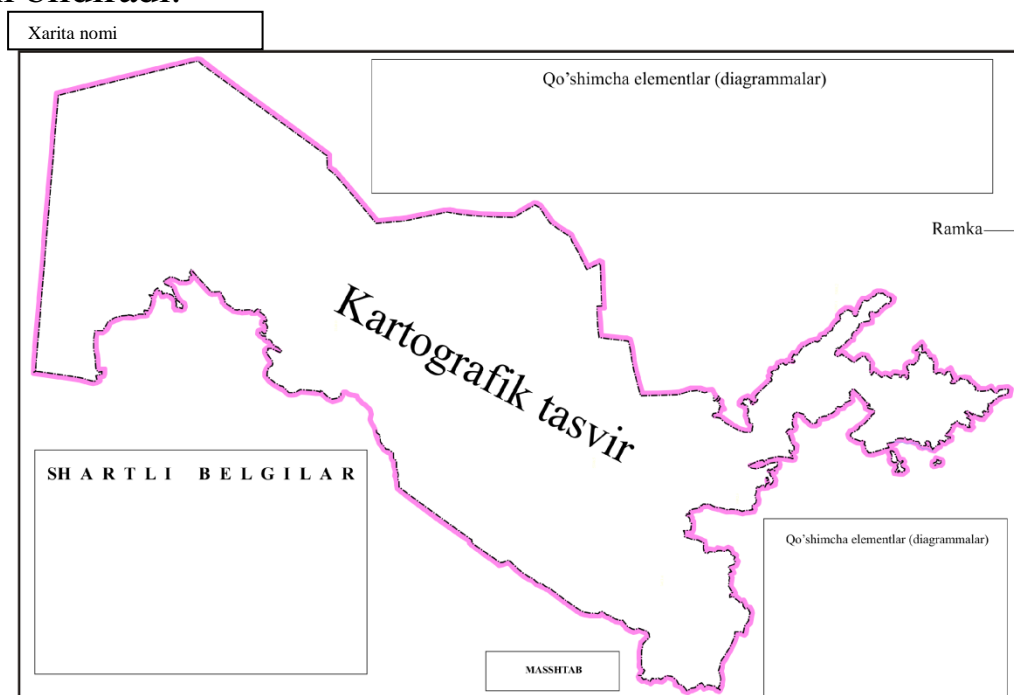 Xarita nomi
Qo’shimcha elementlar (diagrammalar)
Ramka
Kartografik tasvir
SH A R T L I B E L G I L A R
Qo’shimcha elementlar (diagrammalar)
MASSHTAB